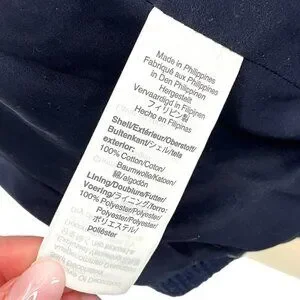 Made in Philippines
Fabriqué aux Philippines
In Den Philippinen
Hergestellt
Vervaardigd in Filipijnen
フィリピン製
Hecho en Filipinas
Shell/Extérieur/Oberstoff/
Buitenkant/シェル/tela
exterior:
100% Cotton/Coton/
Baumwolle/Katoen/
綿/algodón
Lining/Doublure/Futter/
Voering/ライニング/forro:
100% Polyester/Polyester/
Polyester/Polyester/
ポリエステル/
poliéster